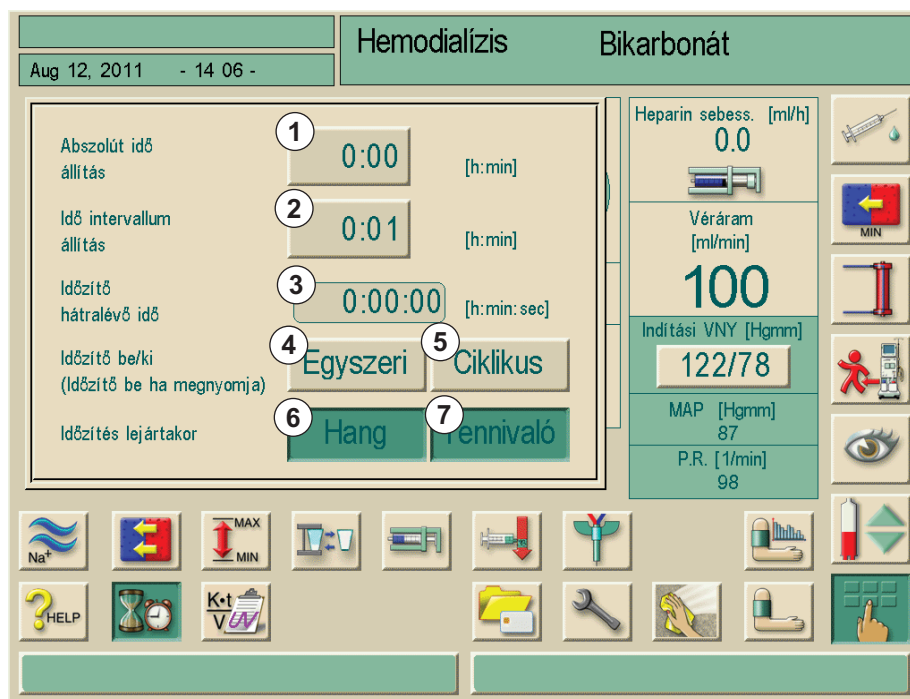 Hemodialízis Bikarbonát
Aug 12, 2011 - 14 06 -
Abszolút idő
állítás
1
0:00
[h:min]
Idő intervallum
állítás
2
0:01
[h:min]
Időzítő
hátralévő idő
3
0:00:00
[h:min:sec]
Időzítő be/ki
(Időzítő be ha megnyomja)
4
Egyszeri
5
Ciklikus
Időzítés lejártakor
6
Hang
7
Tennivaló
Heparin sebess. [ml/h]
0.0
Véráram
[ml/min]
100
Indítási VNY [Hgmm]
122/78
MAP [Hgmm]
87
P.R. [1/min]
98
MIN
Na+
MAX
MIN
HELP
K•t
V